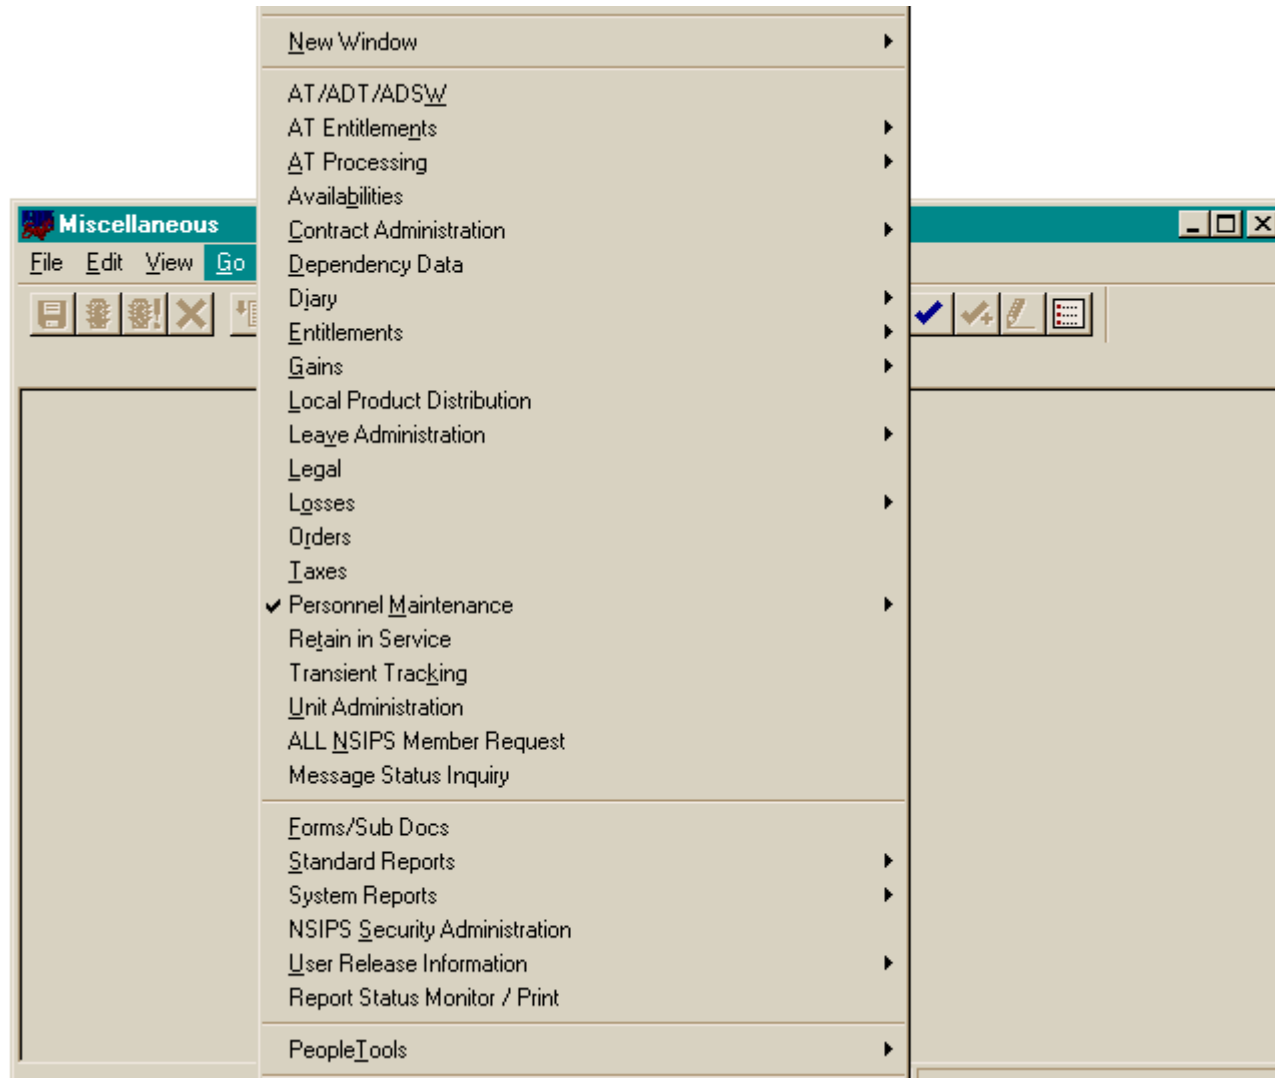 New Window
AT/ADT/ADSW
AT Entitlements
AT Processing
Availabilities
Miscellaneous
Contract Administration
File Edit View Go
Dependency Data
Diary
Entitlements
Gains
Local Product Distribution
Leave Administration
Legal
Losses
Orders
Taxes
Personnel Maintenance
Retain in Service
Transient Tracking
Unit Administration
ALL NSIPS Member Request
Message Status Inquiry
Forms/Sub Docs
Standard Reports
System Reports
NSIPS Security Administration
User Release Information
Report Status Monitor / Print
PeopleTools